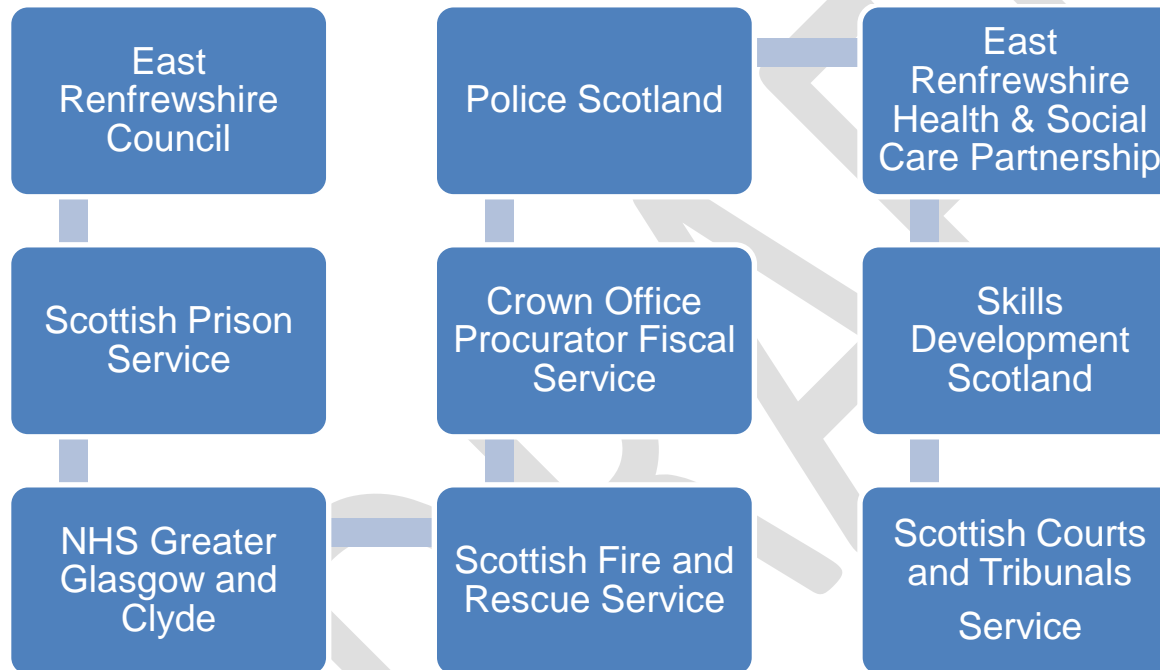 East
Renfrewshire
Council
Police Scotland
East
Renfrewshire
Health & Social
Care Partnership
Scottish Prison
Service
Crown Office
Procurator Fiscal
Service
Skills
Development
Scotland
NHS Greater
Glasgow and
Clyde
Scottish Fire and
Rescue Service
Scottish Courts
and Tribunals
Service